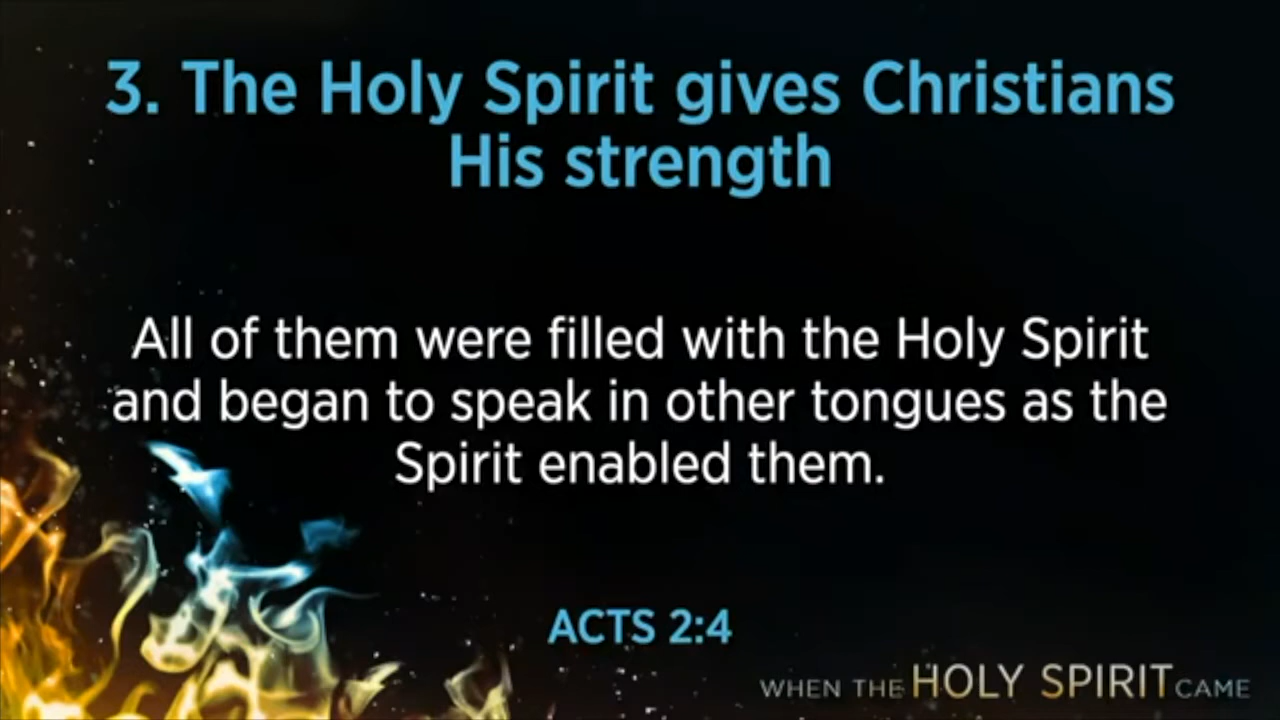 3. The Holy Spirit gives Christians
His strength
All of them were filled with the Holy Spirit
and began to speak in other tongues as the
Spirit enabled them.
ACTS 2:4
WHEN THE HOLY SPIRIT CAME